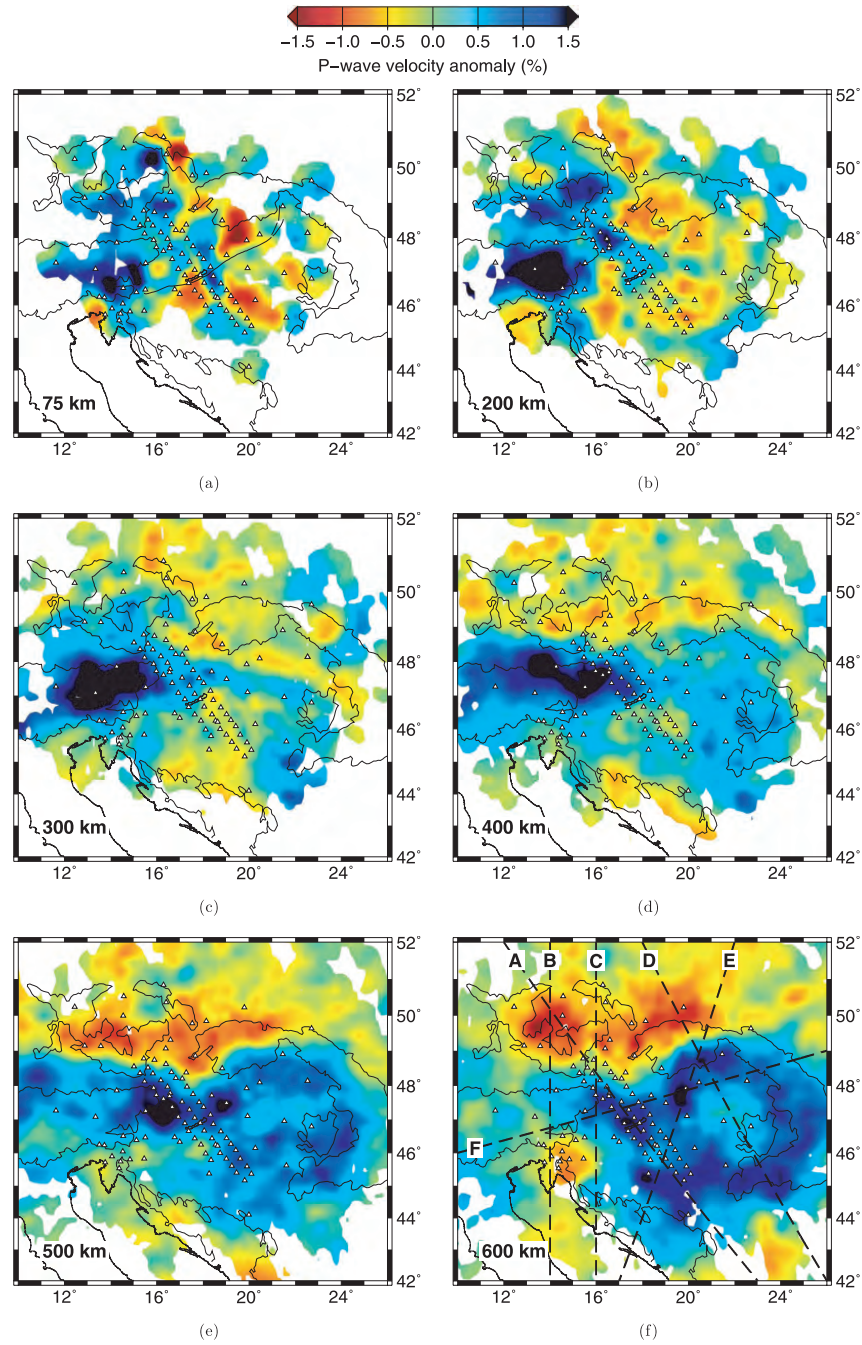 −1.5 −1.0 −0.5 0.0 0.5 1.0 1.5
P−wave velocity anomaly (%)
52˚
50˚
48˚
46˚
44˚
42˚
75 km
12˚ 16˚ 20˚ 24˚
(a)
52˚
50˚
48˚
46˚
44˚
42˚
200 km
12˚ 16˚ 20˚ 24˚
(b)
52˚
50˚
48˚
46˚
44˚
42˚
300 km
12˚ 16˚ 20˚ 24˚
(c)
52˚
50˚
48˚
46˚
44˚
42˚
400 km
12˚ 16˚ 20˚ 24˚
(d)
52˚
50˚
48˚
46˚
44˚
42˚
500 km
12˚ 16˚ 20˚ 24˚
(e)
A B C D E
F
52˚
50˚
48˚
46˚
44˚
42˚
600 km
12˚ 16˚ 20˚ 24˚
(f)